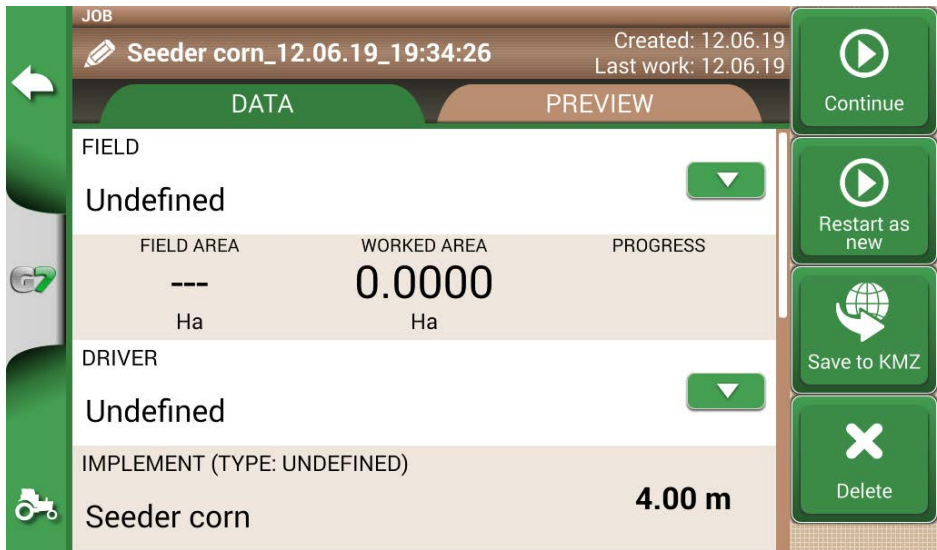 JOB
Seeder corn_12.06.19_19:34:26
Created: 12.06.19
Last work: 12.06.19
DATA
PREVIEW
FIELD
Undefined
FIELD AREA
WORKED AREA
PROGRESS
---
0.0000
Ha
Ha
DRIVER
Undefined
IMPLEMENT (TYPE: UNDEFINED)
Seeder corn
4.00 m
G7
Continue
Restart as
new
Save to KMZ
Delete